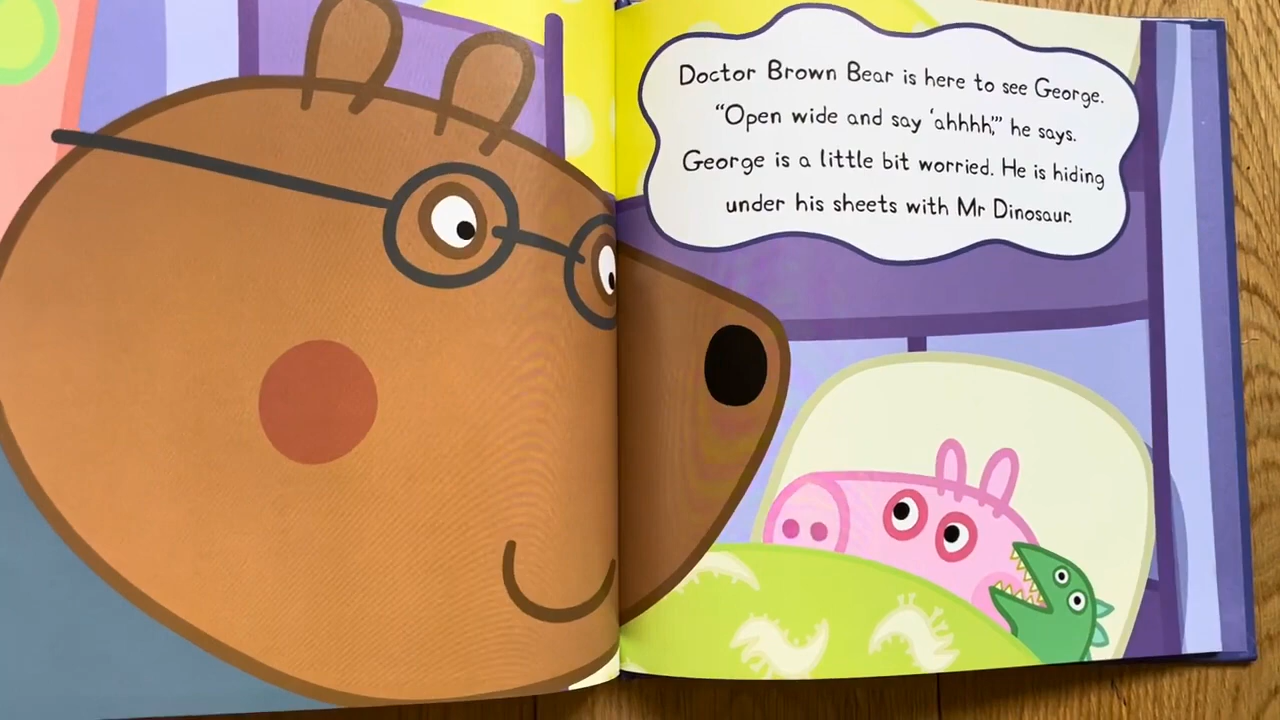 Doctor Brown Bear is here to see George.
“Open wide and say ‘ahhhh,’” he says.
George is a little bit worried. He is hiding
under his sheets with Mr Dinosaur.